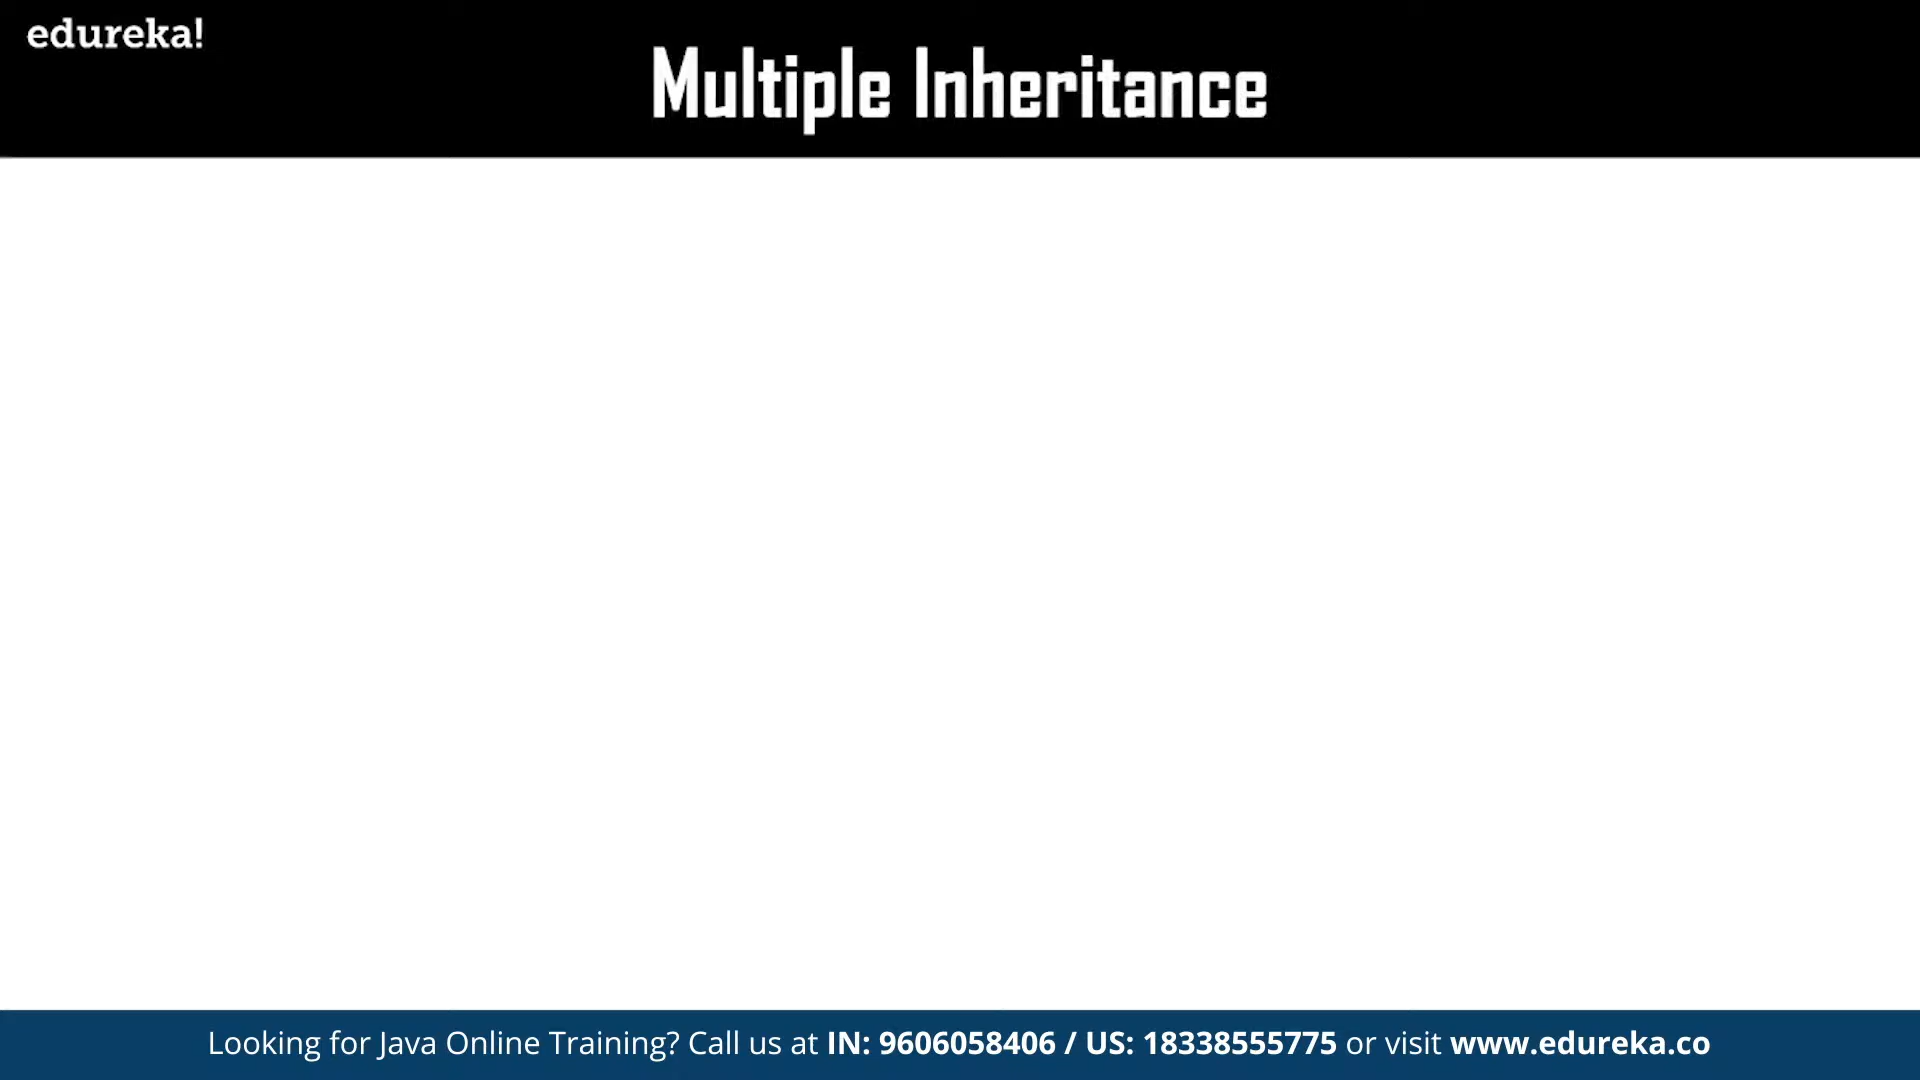 edureka!
Multiple Inheritance
Looking for Java Online Training? Call us at IN: 9606058406 / US: 18338555775 or visit www.edureka.co